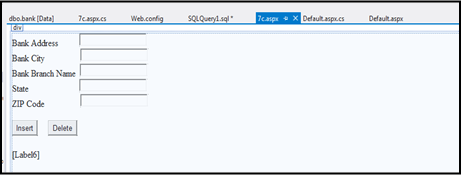 dbo.bank [Data] 7c.aspx.cs Web.config SQLQuery1.sql * 7c.aspx Default.aspx.cs Default.aspx
div
Bank Address
Bank City
Bank Branch Name
State
ZIP Code
Insert Delete
[Label6]